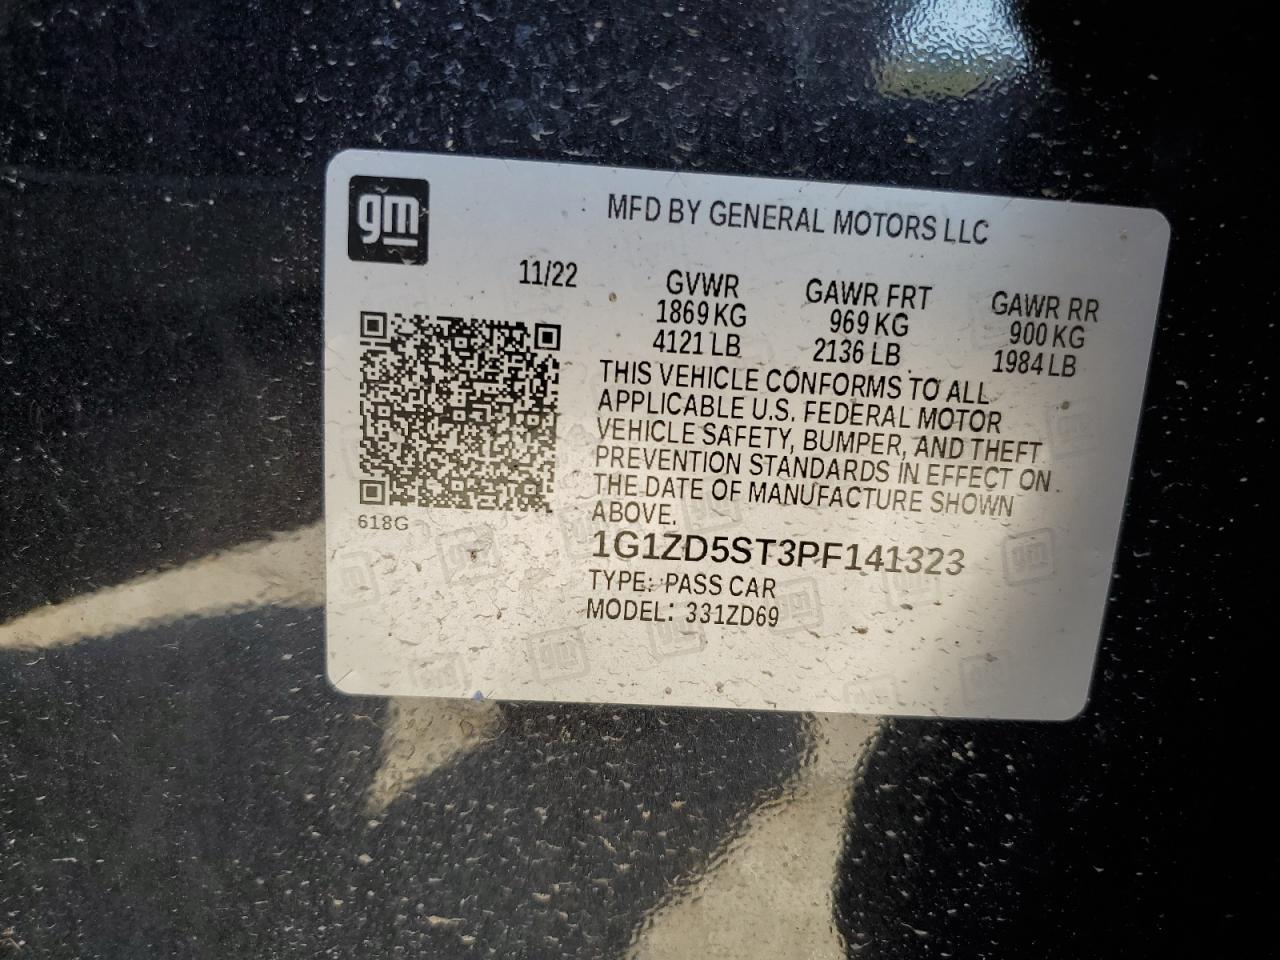 gm
MFD BY GENERAL MOTORS LLC
11/22
GVWR
1869 KG
4121 LB
GAWR FRT
969 KG
2136 LB
GAWR RR
900 KG
1984 LB
THIS VEHICLE CONFORMS TO ALL
APPLICABLE U.S. FEDERAL MOTOR
VEHICLE SAFETY, BUMPER, AND THEFT
PREVENTION STANDARDS IN EFFECT ON
THE DATE OF MANUFACTURE SHOWN
ABOVE.
618G
1G1ZD5ST3PF141323
TYPE: PASS CAR
MODEL: 331ZD69